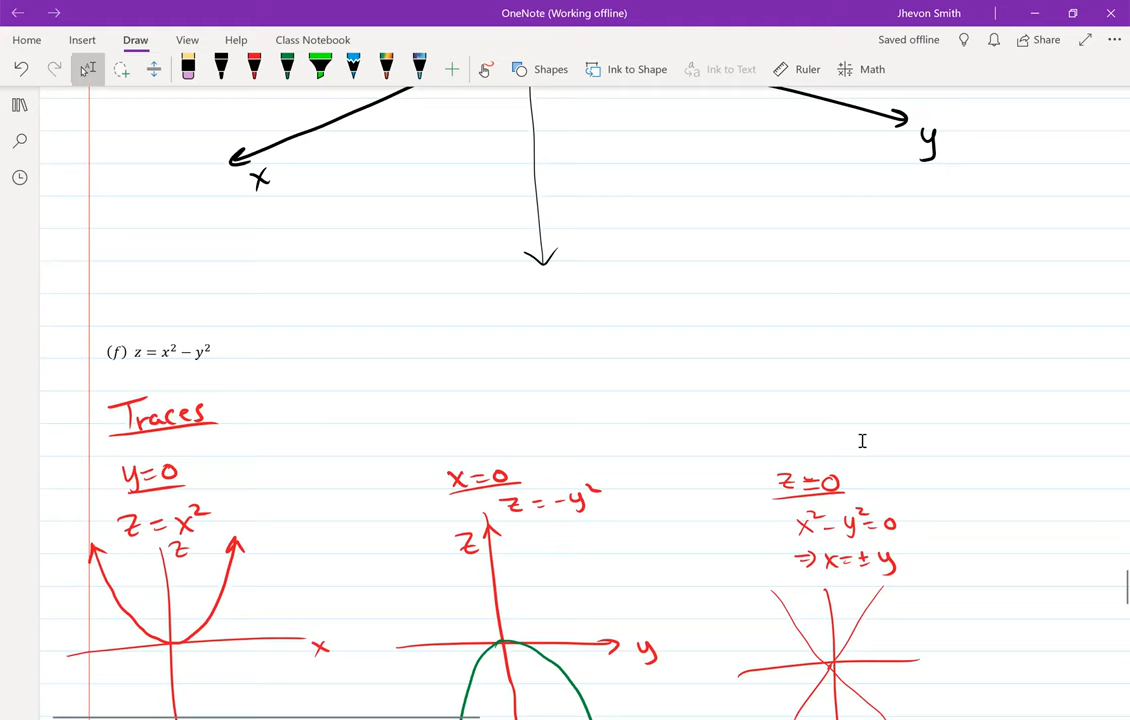 OneNote (Working offline)
Jhevon Smith
Home Insert Draw View Help Class Notebook
Saved offline Share
Shapes Ink to Shape Ink to Text Ruler Math
x
y
(f) z = x² − y²
Traces
y=0
z = x²
z
x
x=0
z = -y²
z
y
z=0
x² - y² = 0
⇒ x = ± y